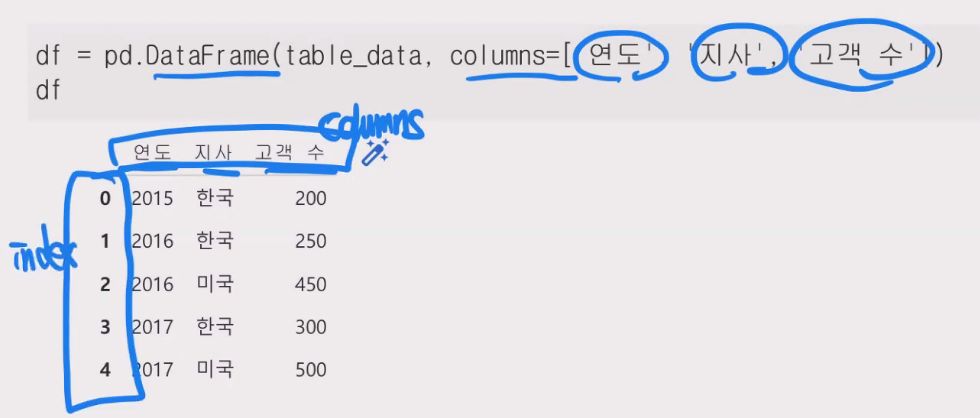 df = pd.DataFrame(table_data, columns=['연도', '지사', '고객 수'])
df
columns
연도 지사 고객 수
0 2015 한국 200
1 2016 한국 250
index
2 2016 미국 450
3 2017 한국 300
4 2017 미국 500